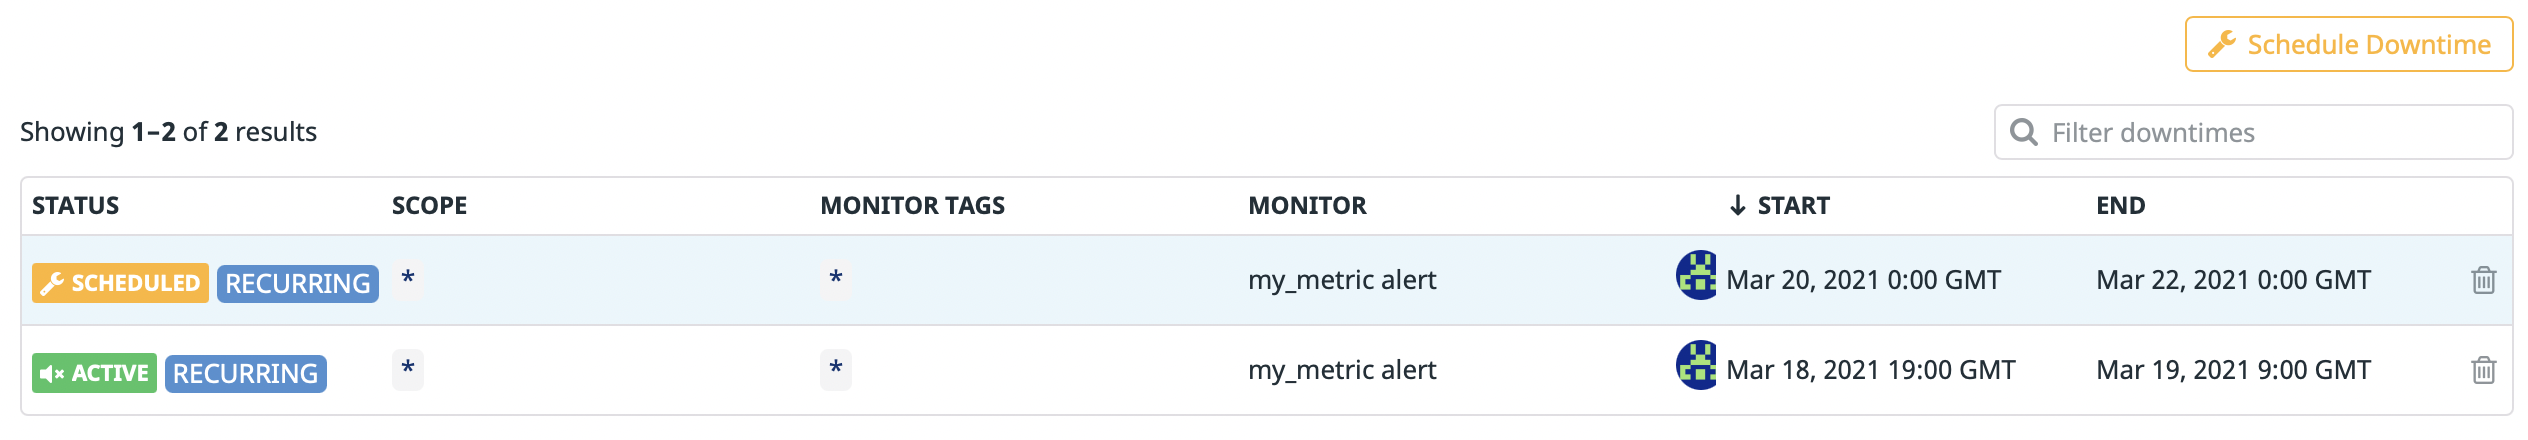 Schedule Downtime
Showing 1–2 of 2 results
Filter downtimes
STATUS SCOPE MONITOR TAGS MONITOR ↓ START END
SCHEDULED RECURRING * * my_metric alert Mar 20, 2021 0:00 GMT Mar 22, 2021 0:00 GMT
ACTIVE RECURRING * * my_metric alert Mar 18, 2021 19:00 GMT Mar 19, 2021 9:00 GMT